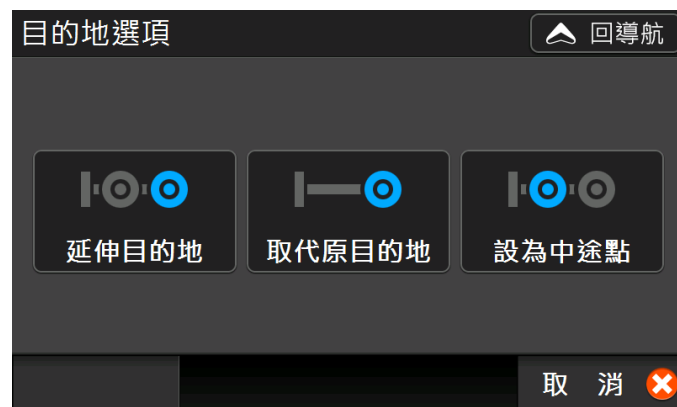 目的地選項
回導航
延伸目的地
取代原目的地
設為中途點
取 消